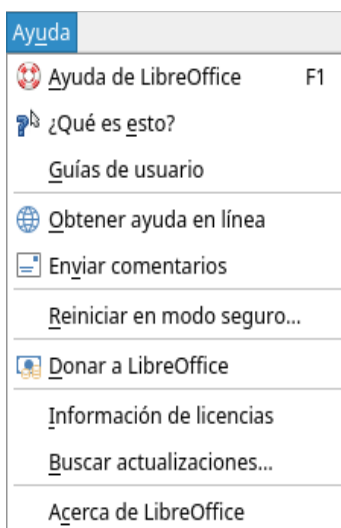 Ayuda
Ayuda de LibreOffice F1
¿Qué es esto?
Guías de usuario
Obtener ayuda en línea
Enviar comentarios
Reiniciar en modo seguro...
Donar a LibreOffice
Información de licencias
Buscar actualizaciones...
Acerca de LibreOffice